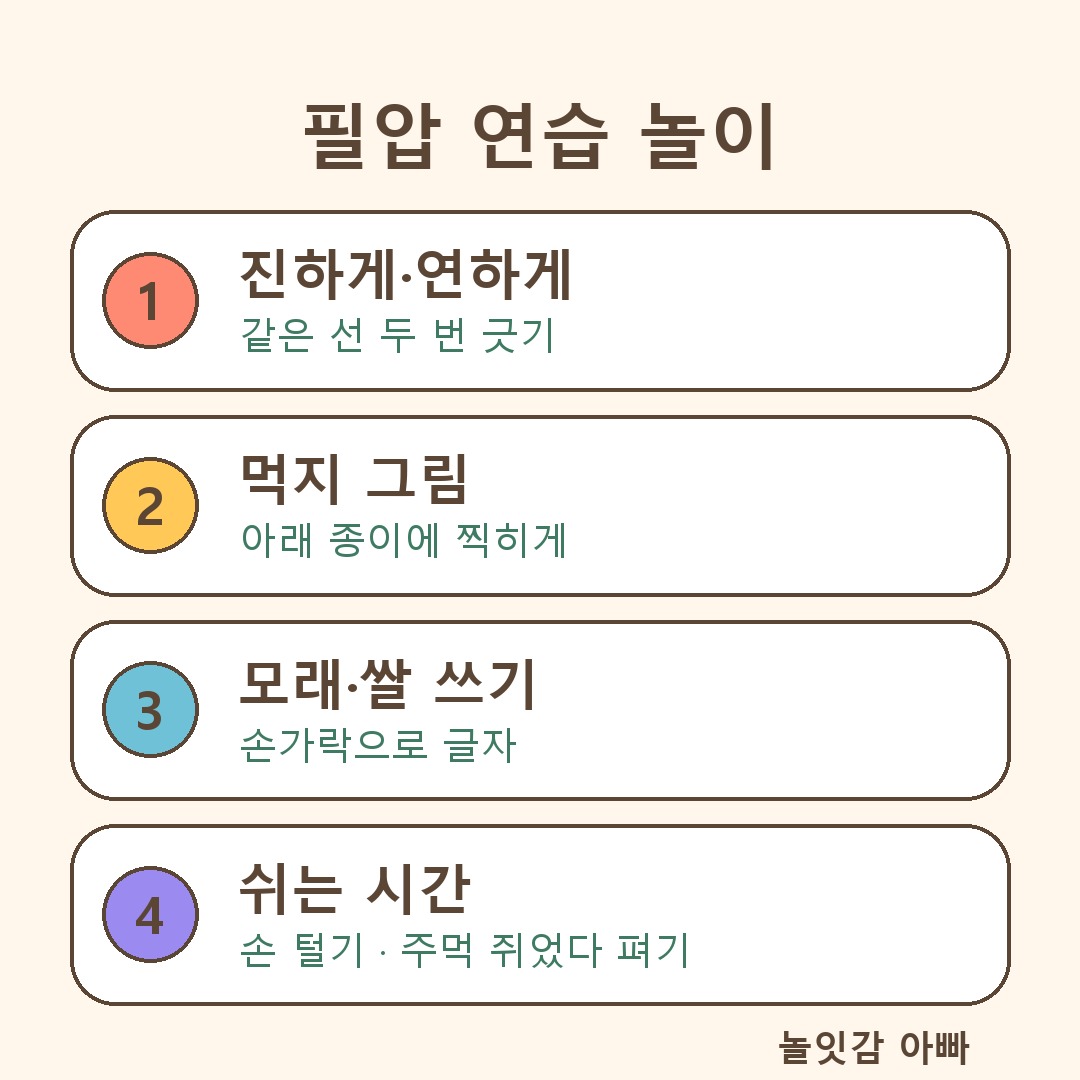 필압 연습 놀이
1
진하게·연하게
같은 선 두 번 긋기
2
먹지 그림
아래 종이에 찍히게
3
모래·쌀 쓰기
손가락으로 글자
4
쉬는 시간
손 털기 · 주먹 쥐었다 펴기
놀잇감 아빠